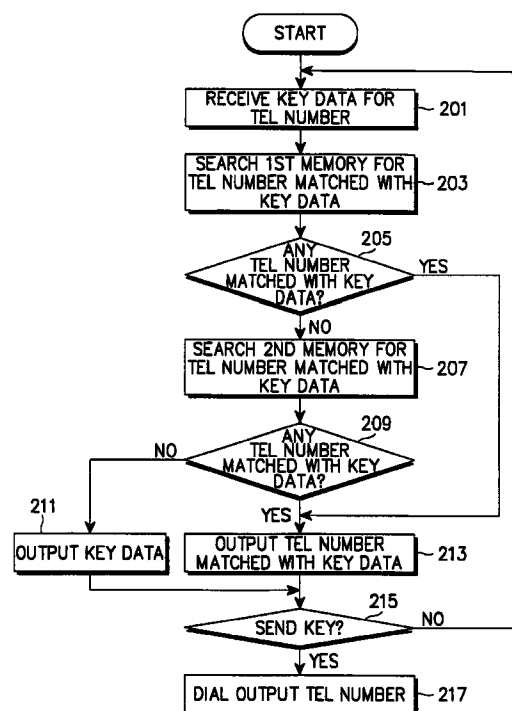 START
RECEIVE KEY DATA FOR
TEL NUMBER
201
SEARCH 1ST MEMORY FOR
TEL NUMBER MATCHED WITH
KEY DATA
203
205
ANY
TEL NUMBER
MATCHED WITH KEY
DATA?
YES
NO
SEARCH 2ND MEMORY FOR
TEL NUMBER MATCHED WITH
KEY DATA
207
209
ANY
TEL NUMBER
MATCHED WITH KEY
DATA?
NO
YES
211
OUTPUT KEY DATA
OUTPUT TEL NUMBER
MATCHED WITH KEY DATA
213
215
SEND KEY?
NO
YES
DIAL OUTPUT TEL NUMBER
217